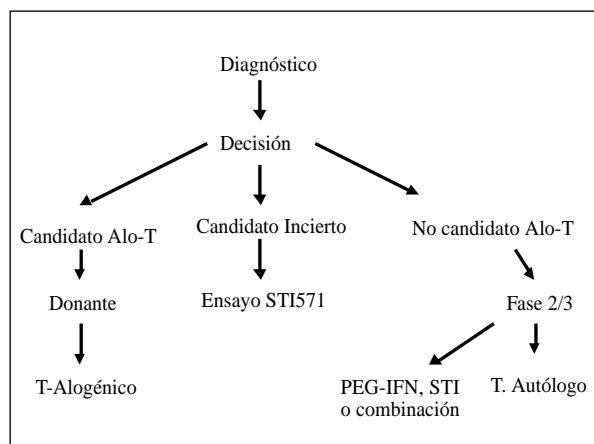 Diagnóstico
Decisión
Candidato Alo-T
Candidato Incierto
No candidato Alo-T
Donante
Ensayo STI571
Fase 2/3
T-Alogénico
PEG-IFN, STI
o combinación
T. Autólogo